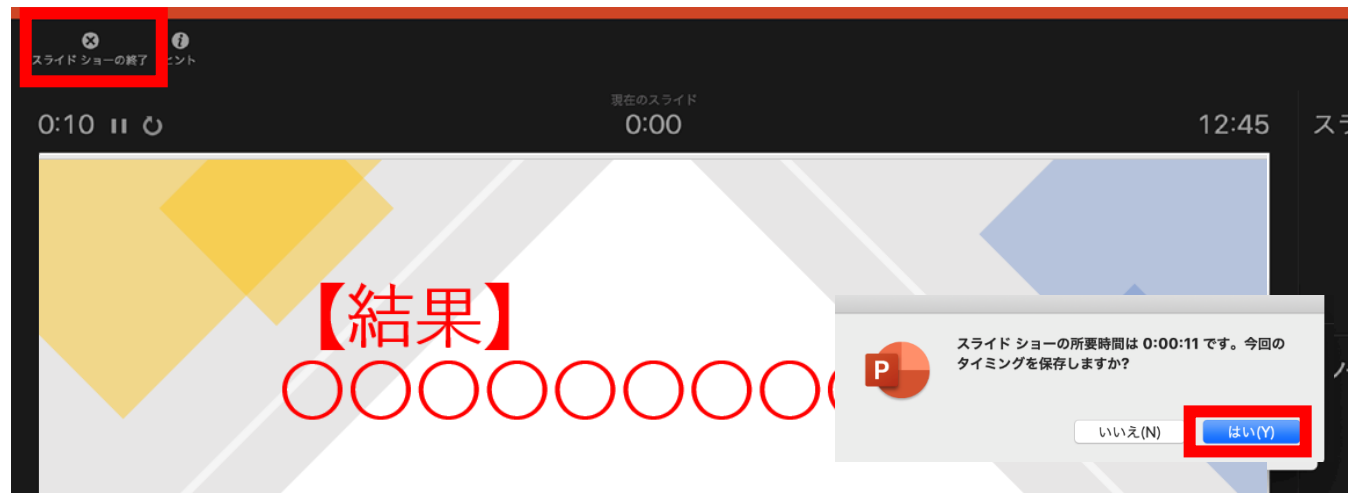 スライド ショーの終了
ヒント
現在のスライド
0:10
0:00
12:45
スラ
【結果】
〇〇〇〇〇〇〇〇
P
スライド ショーの所要時間は 0:00:11 です。今回の
タイミングを保存しますか?
いいえ(N)
はい(Y)